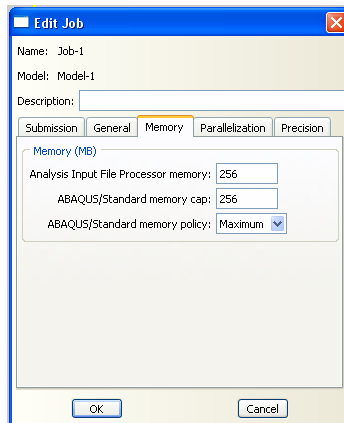 Edit Job
Name: Job-1
Model: Model-1
Description:
Submission General Memory Parallelization Precision
Memory (MB)
Analysis Input File Processor memory: 256
ABAQUS/Standard memory cap: 256
ABAQUS/Standard memory policy: Maximum
OK Cancel